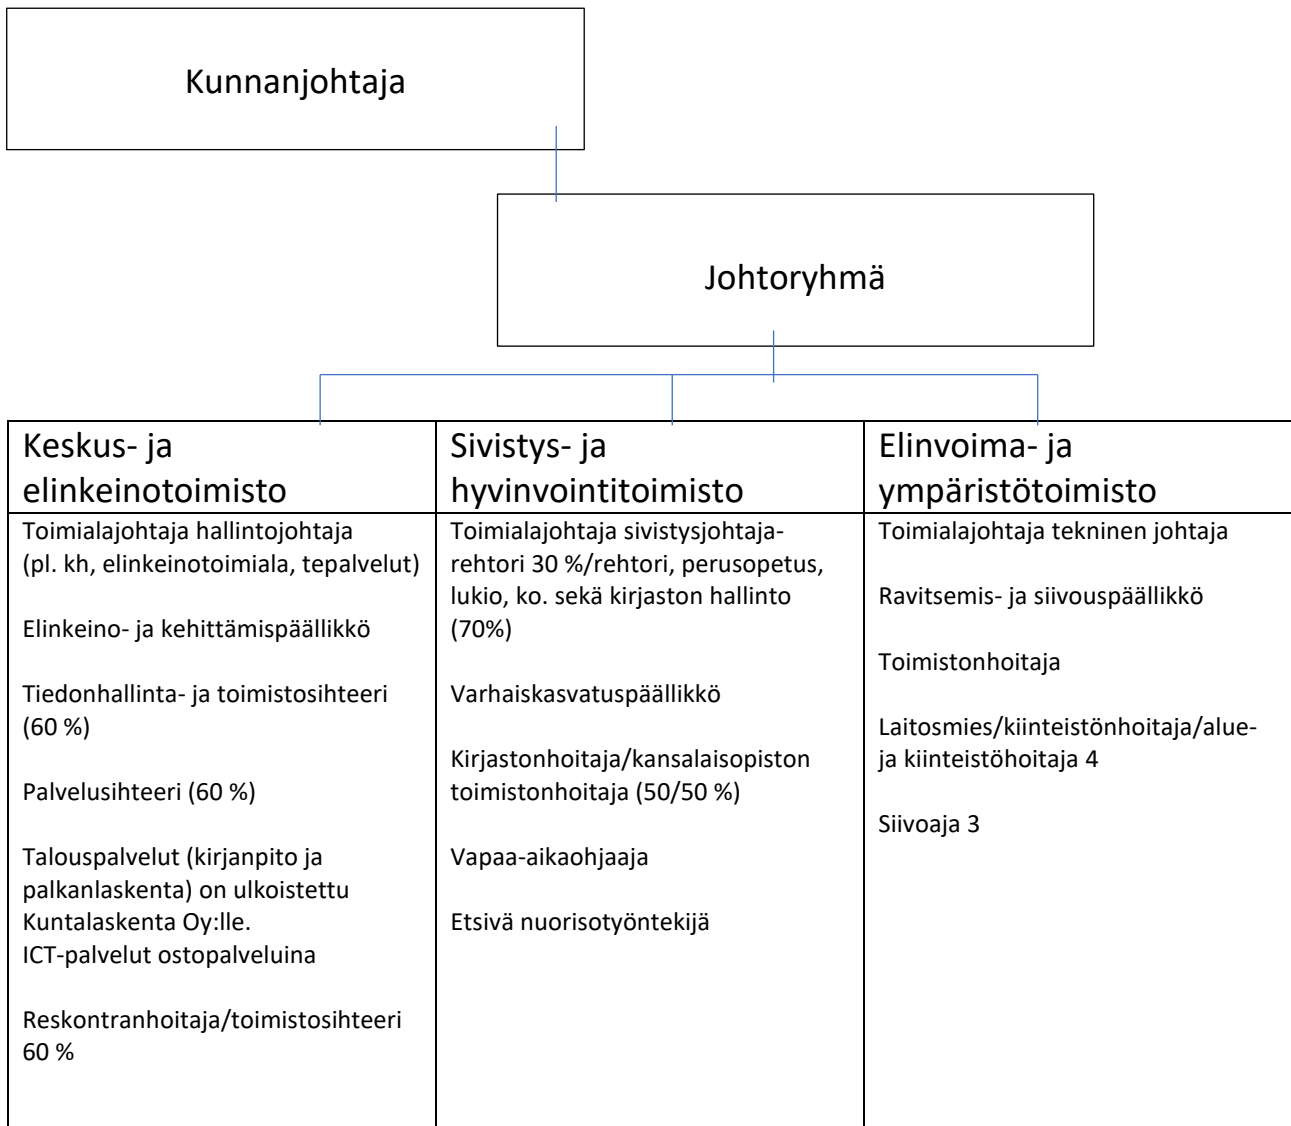 Kunnanjohtaja
Johtoryhmä
Keskus- ja
elinkeinotoimisto
Toimialajohtaja hallintojohtaja
(pl. kh, elinkeinotoimiala, tepalvelut)
Elinkeino- ja kehittämispäällikkö
Tiedonhallinta- ja toimistosihteeri
(60 %)
Palvelusihteeri (60 %)
Talouspalvelut (kirjanpito ja
palkanlaskenta) on ulkoistettu
Kuntalaskenta Oy:lle.
ICT-palvelut ostopalveluina
Reskontranhoitaja/toimistosihteeri
60 %
Sivistys- ja
hyvinvointitoimisto
Toimialajohtaja sivistysjohtaja-
rehtori 30 %/rehtori, perusopetus,
lukio, ko. sekä kirjaston hallinto
(70%)
Varhaiskasvatuspäällikkö
Kirjastonhoitaja/kansalaisopiston
toimistonhoitaja (50/50 %)
Vapaa-aikaohjaaja
Etsivä nuorisotyöntekijä
Elinvoima- ja
ympäristötoimisto
Toimialajohtaja tekninen johtaja
Ravitsemis- ja siivouspäällikkö
Toimistonhoitaja
Laitosmies/kiinteistönhoitaja/alue-
ja kiinteistöhoitaja 4
Siivoaja 3